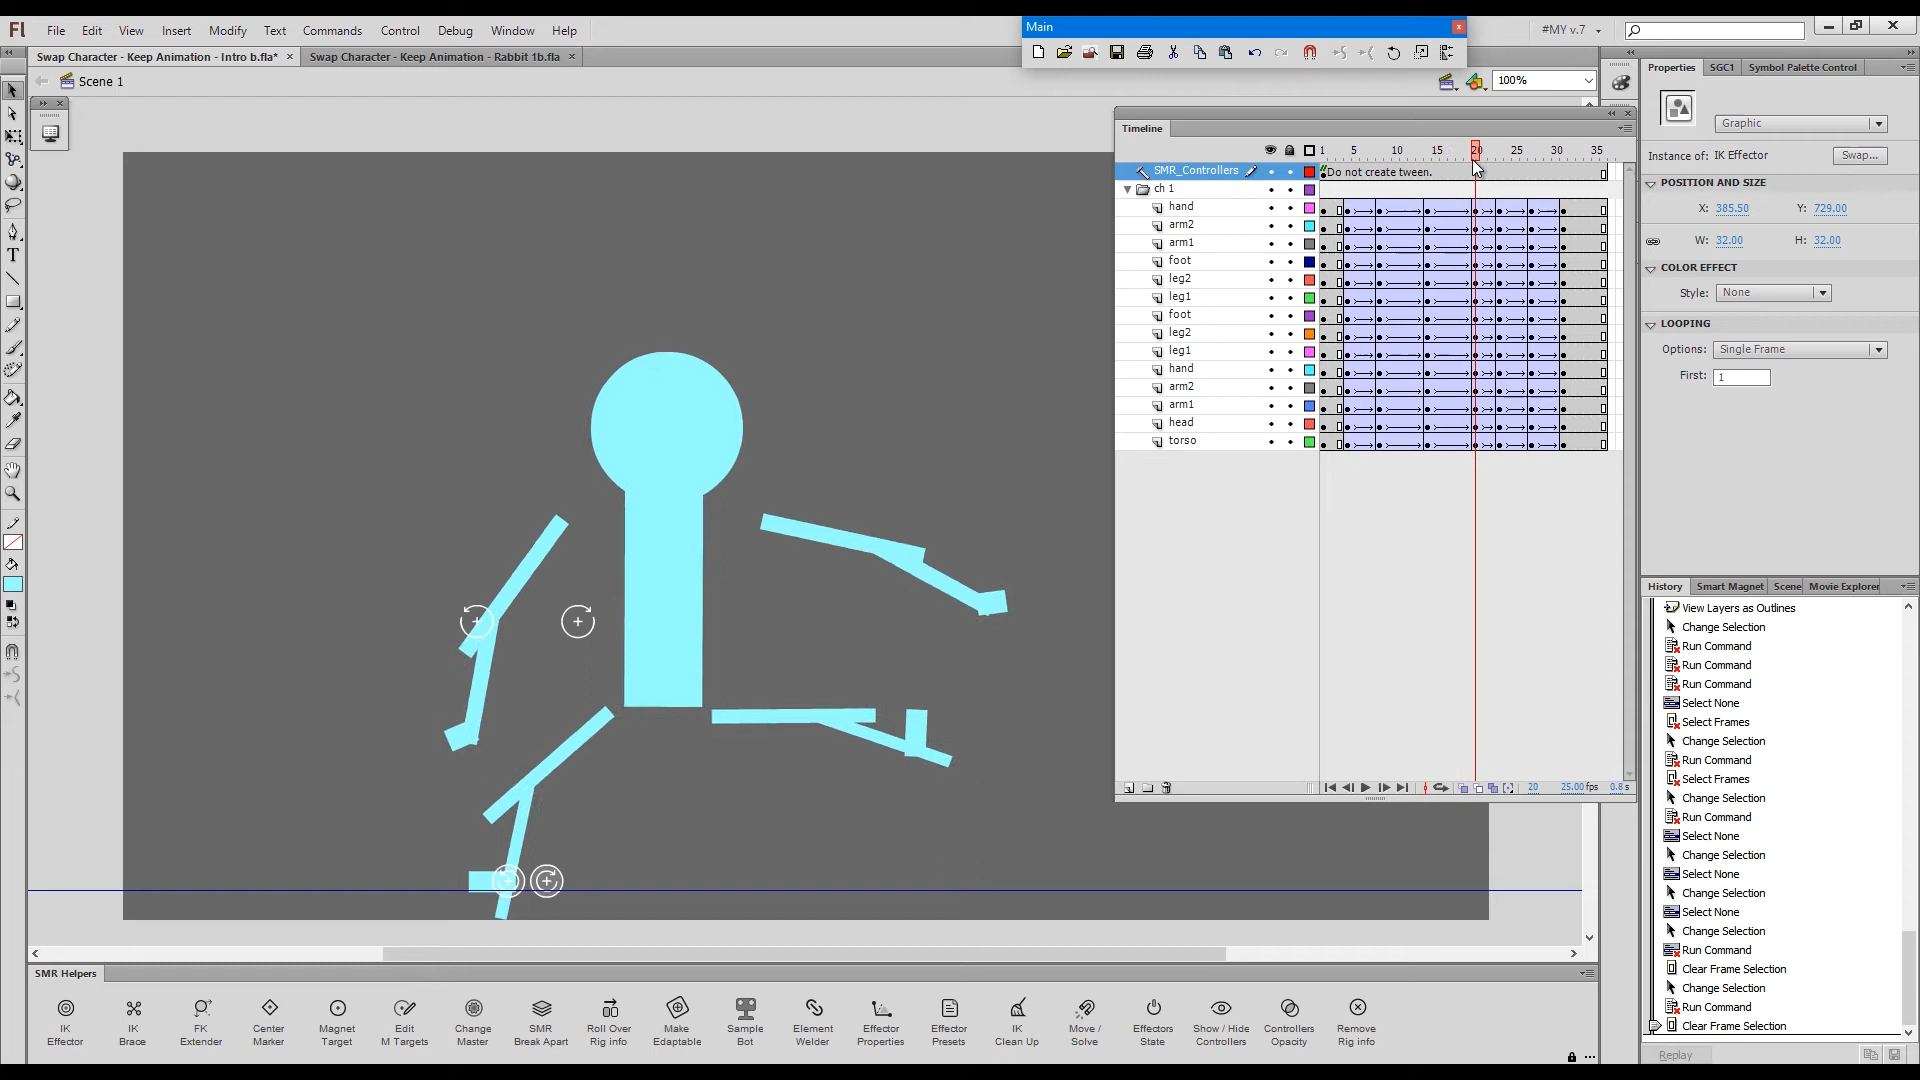 Main
Fl File Edit View Insert Modify Text Commands Control Debug Window Help
#MY v.7
Swap Character - Keep Animation - Intro b.fla*
Swap Character - Keep Animation - Rabbit 1b.fla
Scene 1
100%
Timeline
1 5 10 15 20 25 30 35
SMR_Controllers
Do not create tween.
ch 1
hand
arm2
arm1
foot
leg2
leg1
foot
leg2
leg1
hand
arm2
arm1
head
torso
20 25.00 fps 0.8 s
Properties SGC1 Symbol Palette Control
Graphic
Instance of: IK Effector
Swap...
POSITION AND SIZE
X: 385.50 Y: 729.00
W: 32.00 H: 32.00
COLOR EFFECT
Style: None
LOOPING
Options: Single Frame
First: 1
History Smart Magnet Scene Movie Explorer
View Layers as Outlines
Change Selection
Run Command
Run Command
Run Command
Select None
Select Frames
Change Selection
Run Command
Select Frames
Change Selection
Run Command
Select None
Change Selection
Select None
Change Selection
Select None
Change Selection
Run Command
Clear Frame Selection
Change Selection
Run Command
Clear Frame Selection
Replay
SMR Helpers
IK Effector
IK Brace
FK Extender
Center Marker
Magnet Target
Edit M Targets
Change Master
SMR Break Apart
Roll Over Rig info
Make Adaptable
Sample Bot
Element Welder
Effector Properties
Effector Presets
IK Clean Up
Move / Solve
Effectors State
Show / Hide Controllers
Controllers Opacity
Remove Rig info